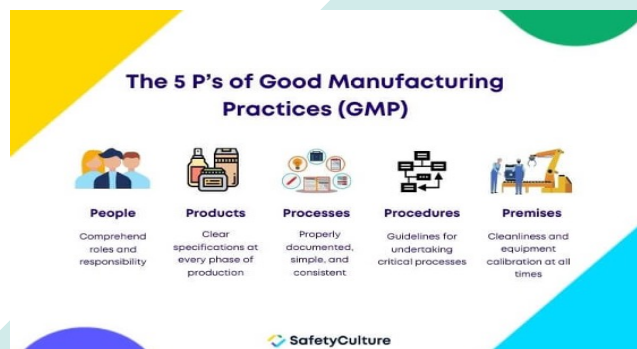 The 5 P's of Good Manufacturing
Practices (GMP)
People
Comprehend
roles and
responsibility
Products
Clear
specifications at
every phase of
production
Processes
Properly
documented,
simple, and
consistent
Procedures
Guidelines for
undertaking
critical processes
Premises
Cleanliness and
equipment
calibration at all
times
SafetyCulture